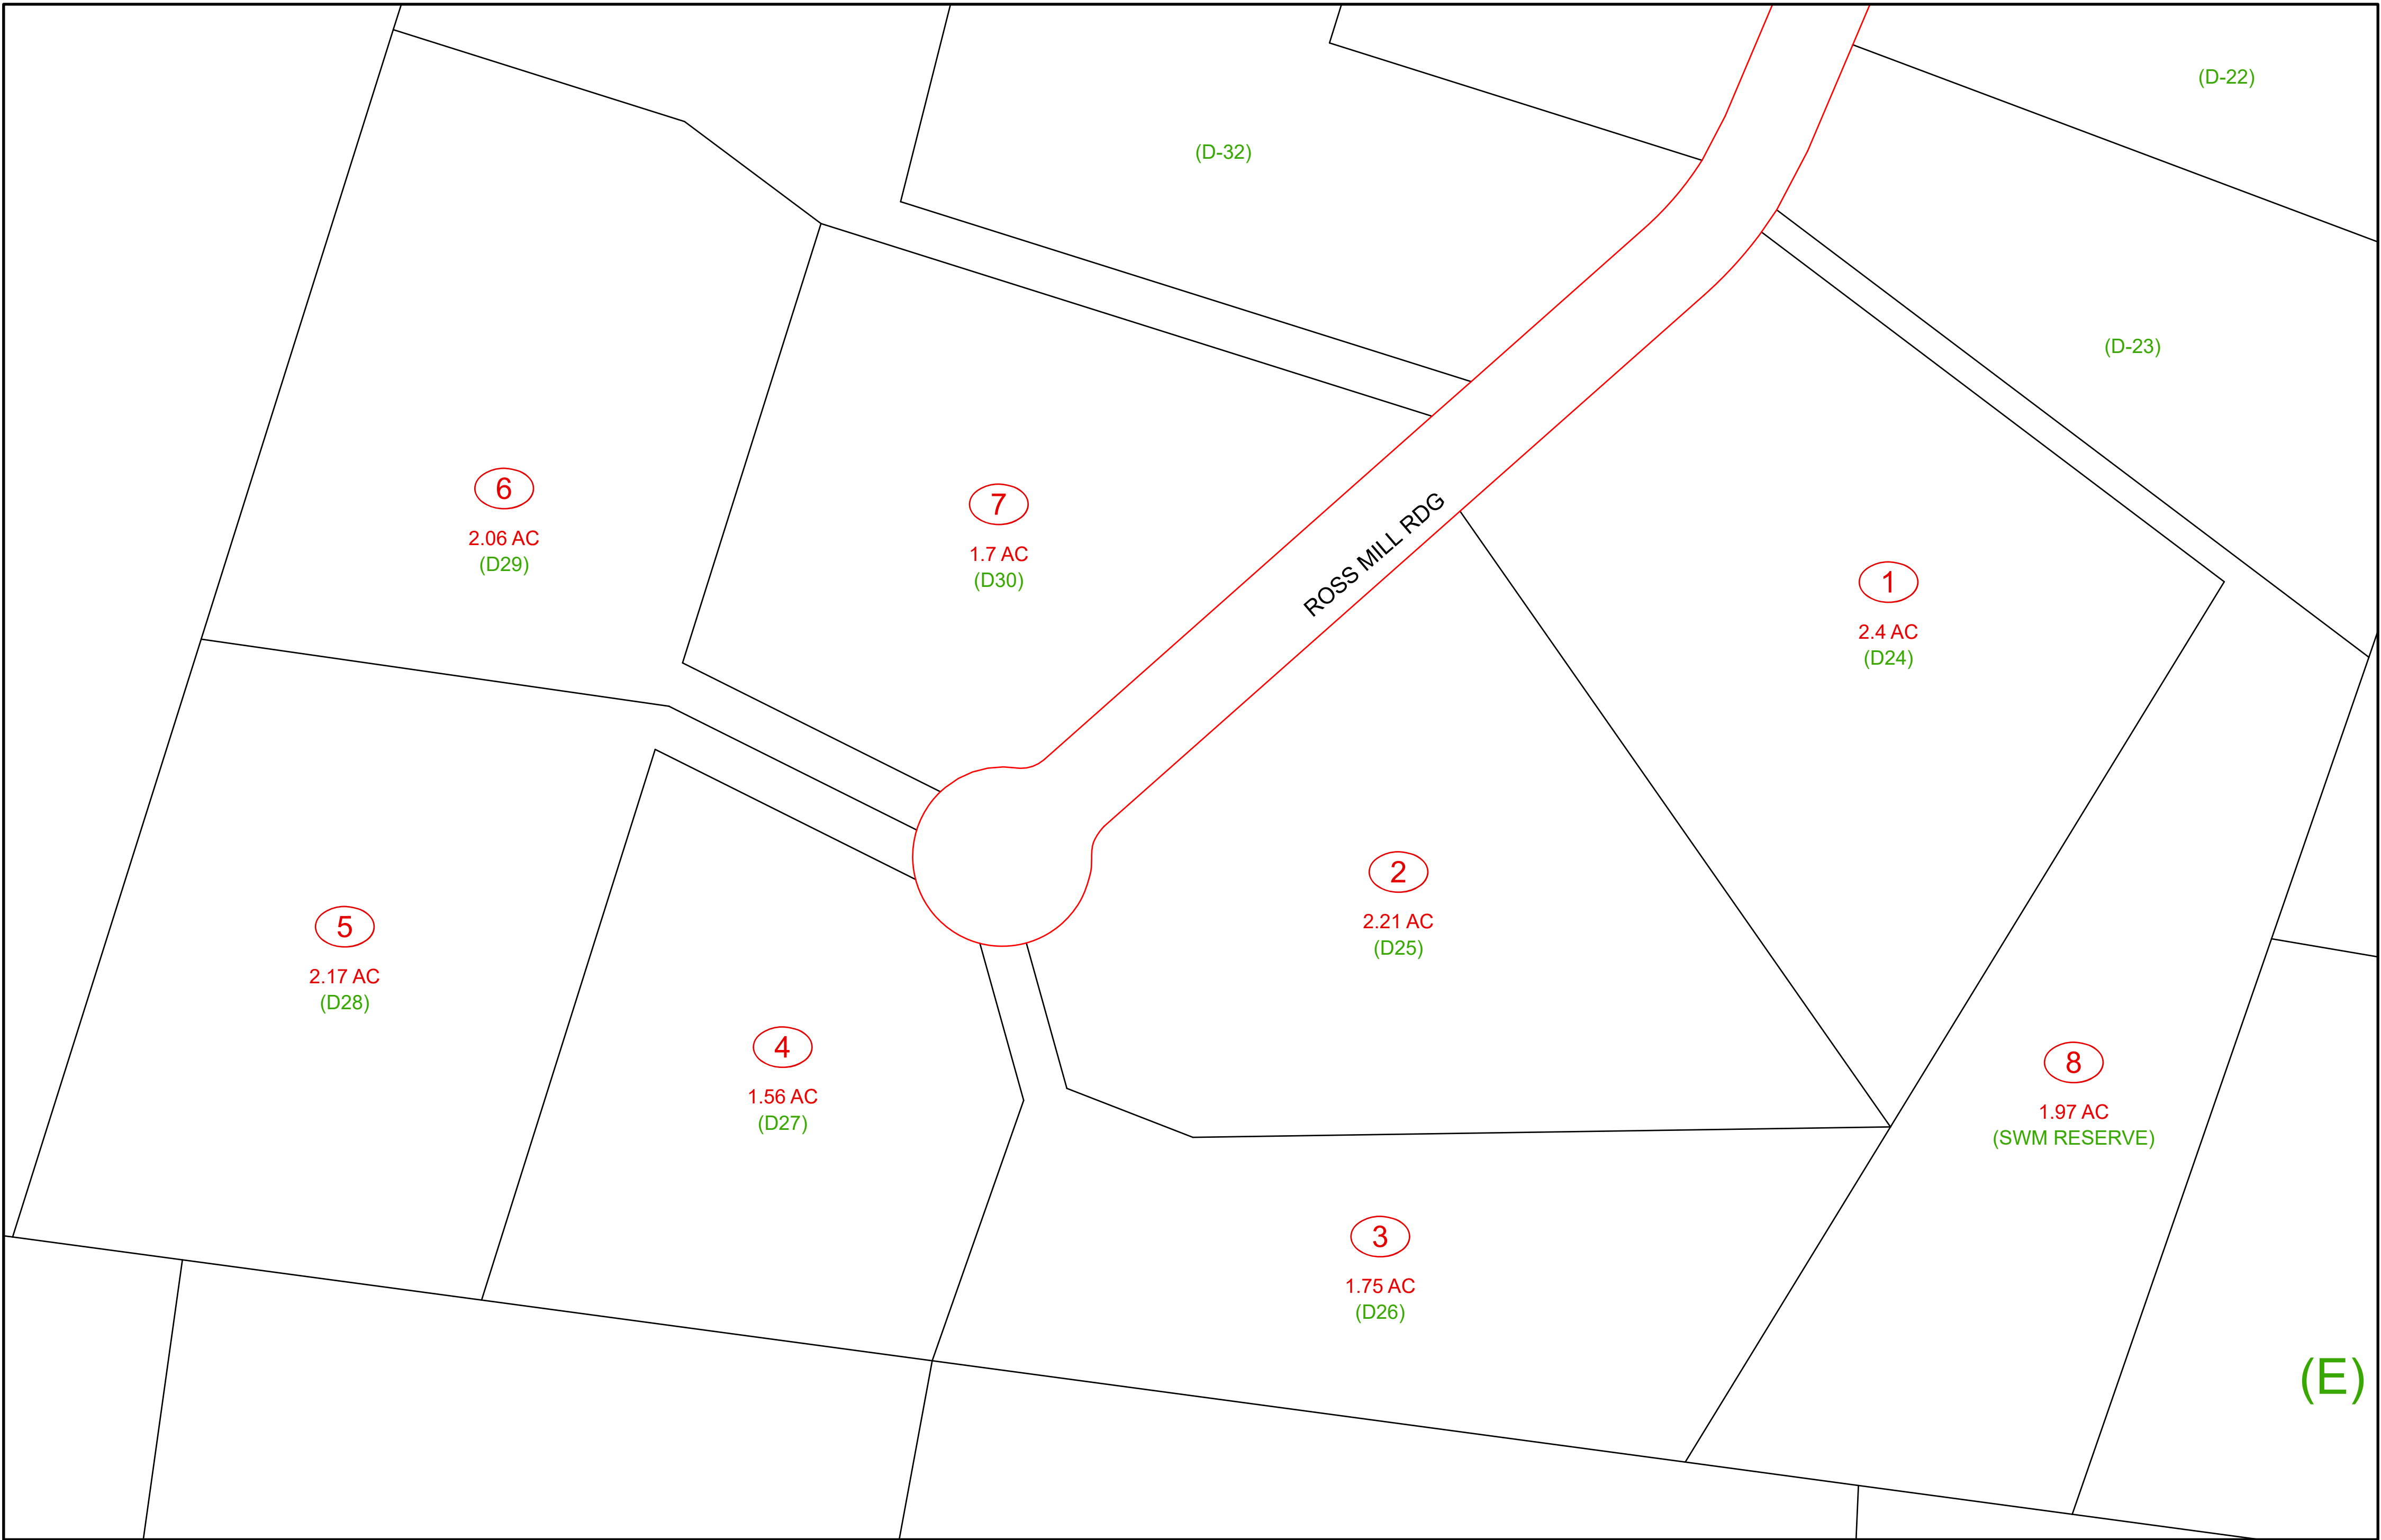 (D-22)
(D-32)
(D-23)
6
2.06 AC
(D29)
7
1.7 AC
(D30)
ROSS MILL RDG
1
2.4 AC
(D24)
2
2.21 AC
(D25)
5
2.17 AC
(D28)
4
1.56 AC
(D27)
8
1.97 AC
(SWM RESERVE)
3
1.75 AC
(D26)
(E)